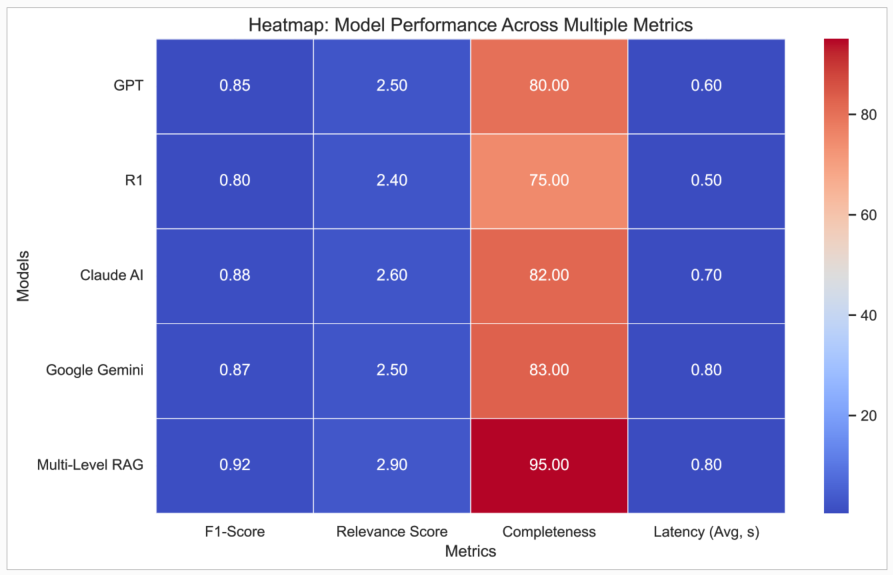 Heatmap: Model Performance Across Multiple Metrics
Models
GPT 0.85 2.50 80.00 0.60
R1 0.80 2.40 75.00 0.50
Claude AI 0.88 2.60 82.00 0.70
Google Gemini 0.87 2.50 83.00 0.80
Multi-Level RAG 0.92 2.90 95.00 0.80
F1-Score Relevance Score Completeness Latency (Avg, s)
Metrics
80
60
40
20